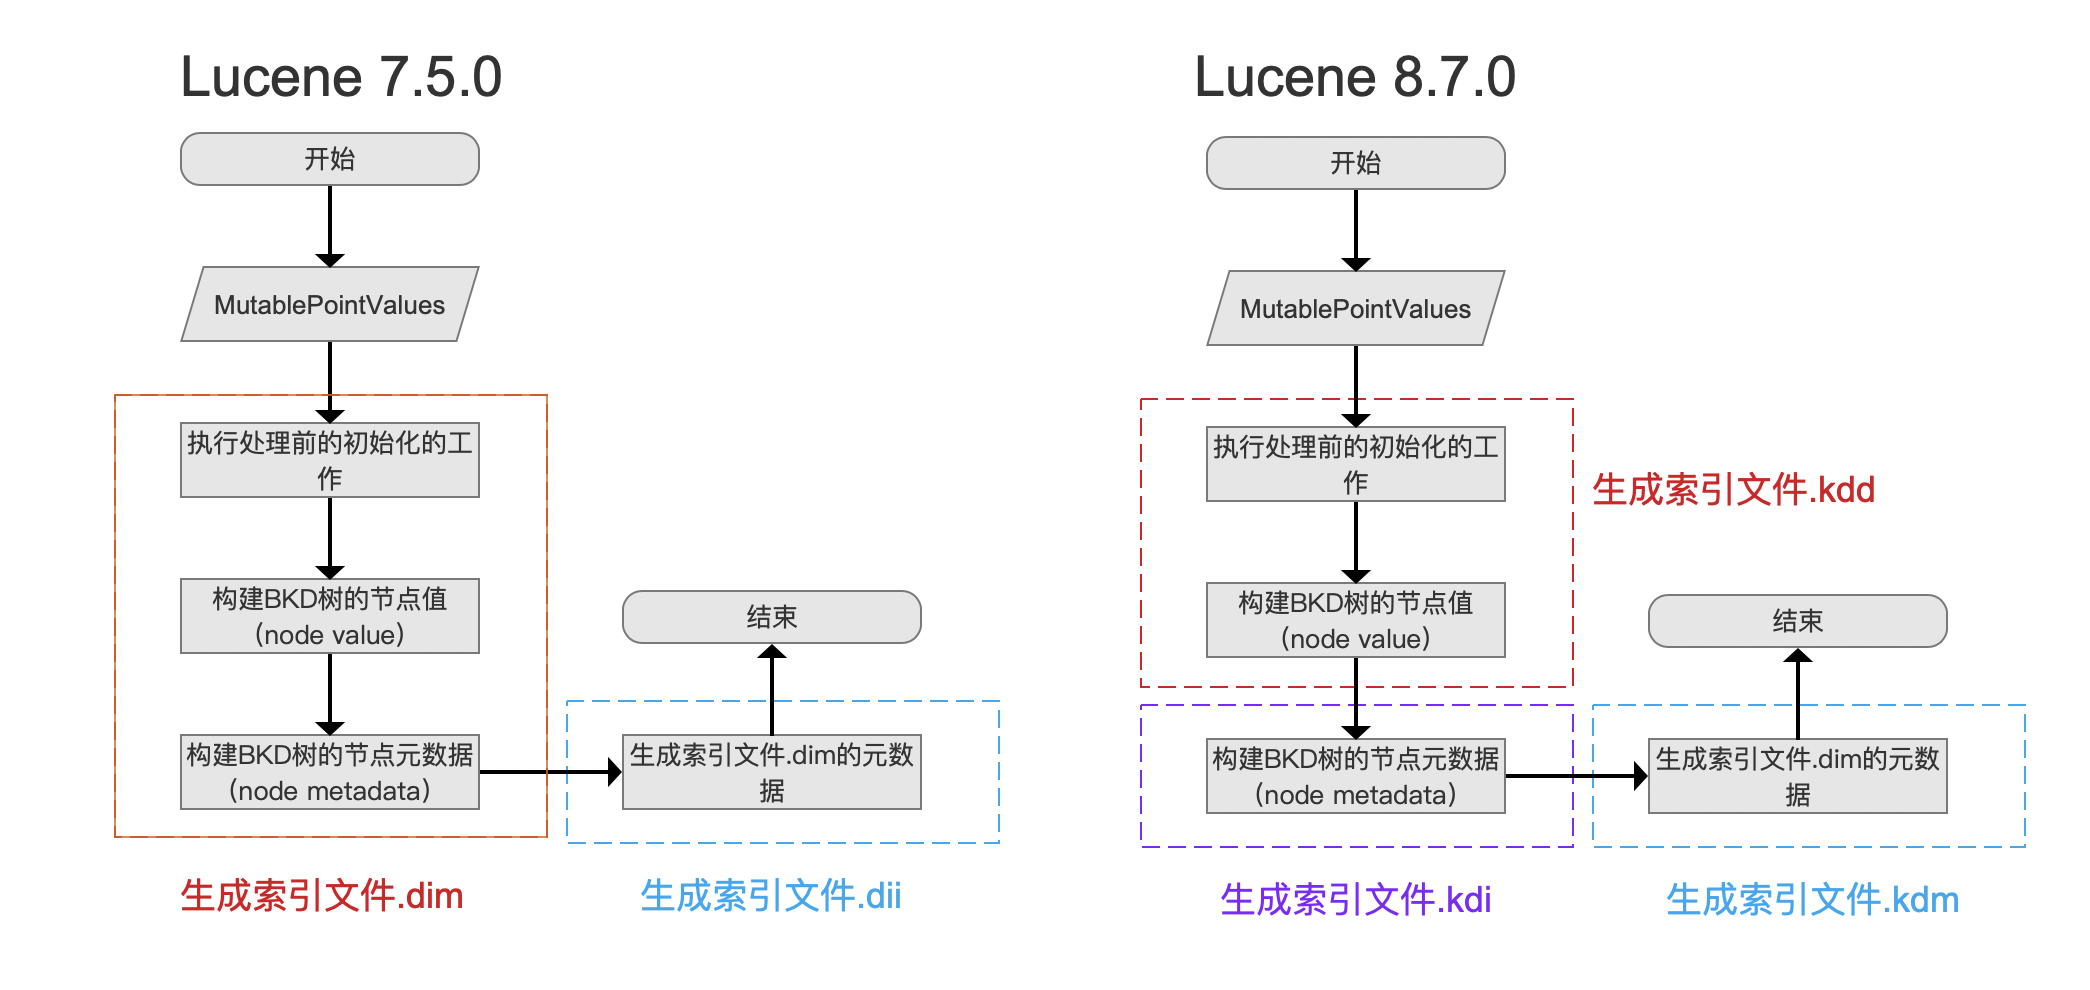 Lucene 7.5.0
开始
MutablePointValues
执行处理前的初始化的工
作
构建BKD树的节点值
（node value）
构建BKD树的节点元数据
（node metadata）
生成索引文件.dim的元数
据
结束
生成索引文件.dim
生成索引文件.dii
Lucene 8.7.0
开始
MutablePointValues
执行处理前的初始化的工
作
生成索引文件.kdd
构建BKD树的节点值
（node value）
构建BKD树的节点元数据
（node metadata）
生成索引文件.dim的元数
据
结束
生成索引文件.kdi
生成索引文件.kdm